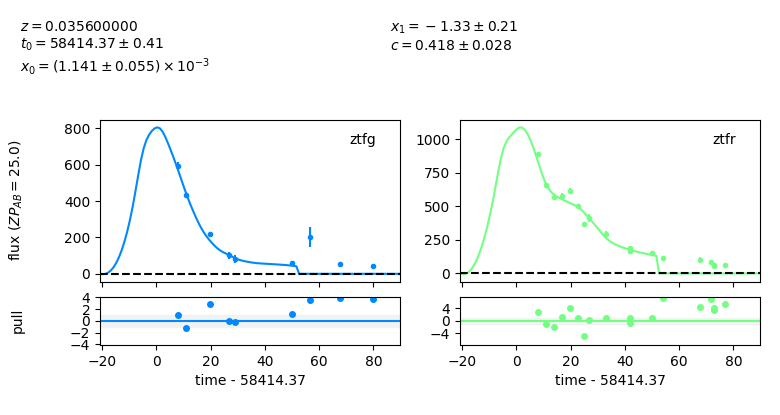 z = 0.035600000
t₀ = 58414.37 ± 0.41
x₀ = (1.141 ± 0.055) × 10⁻³
x₁ = −1.33 ± 0.21
c = 0.418 ± 0.028
flux (ZP_AB = 25.0)
800
600
400
200
0
ztfg
1000
750
500
250
0
ztfr
pull
4
2
0
−2
−4
−20 0 20 40 60 80
time - 58414.37
4
0
−4
−20 0 20 40 60 80
time - 58414.37